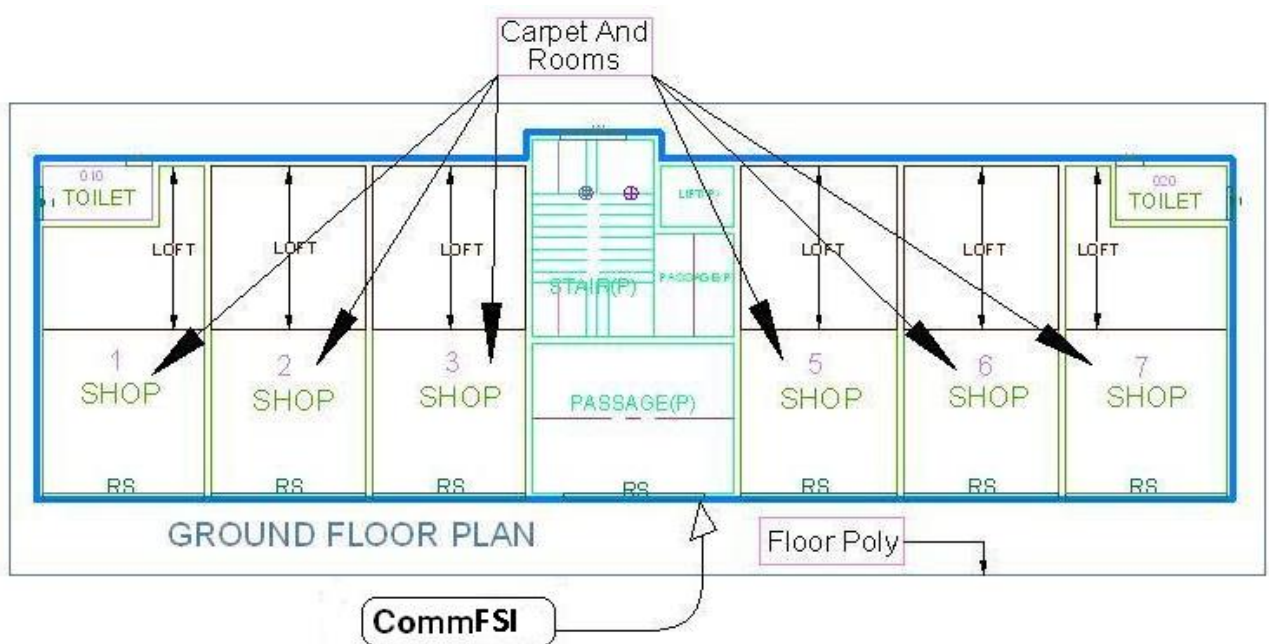 Carpet And
Rooms
010
TOILET
LIFT(P)
020
TOILET
LOFT
LOFT
LOFT
LOFT
LOFT
LOFT
STAIR(P)
PASSAGE(P)
1
SHOP
2
SHOP
3
SHOP
PASSAGE(P)
5
SHOP
6
SHOP
7
SHOP
RS
RS
RS
RS
RS
RS
RS
GROUND FLOOR PLAN
Floor Poly
CommFSI